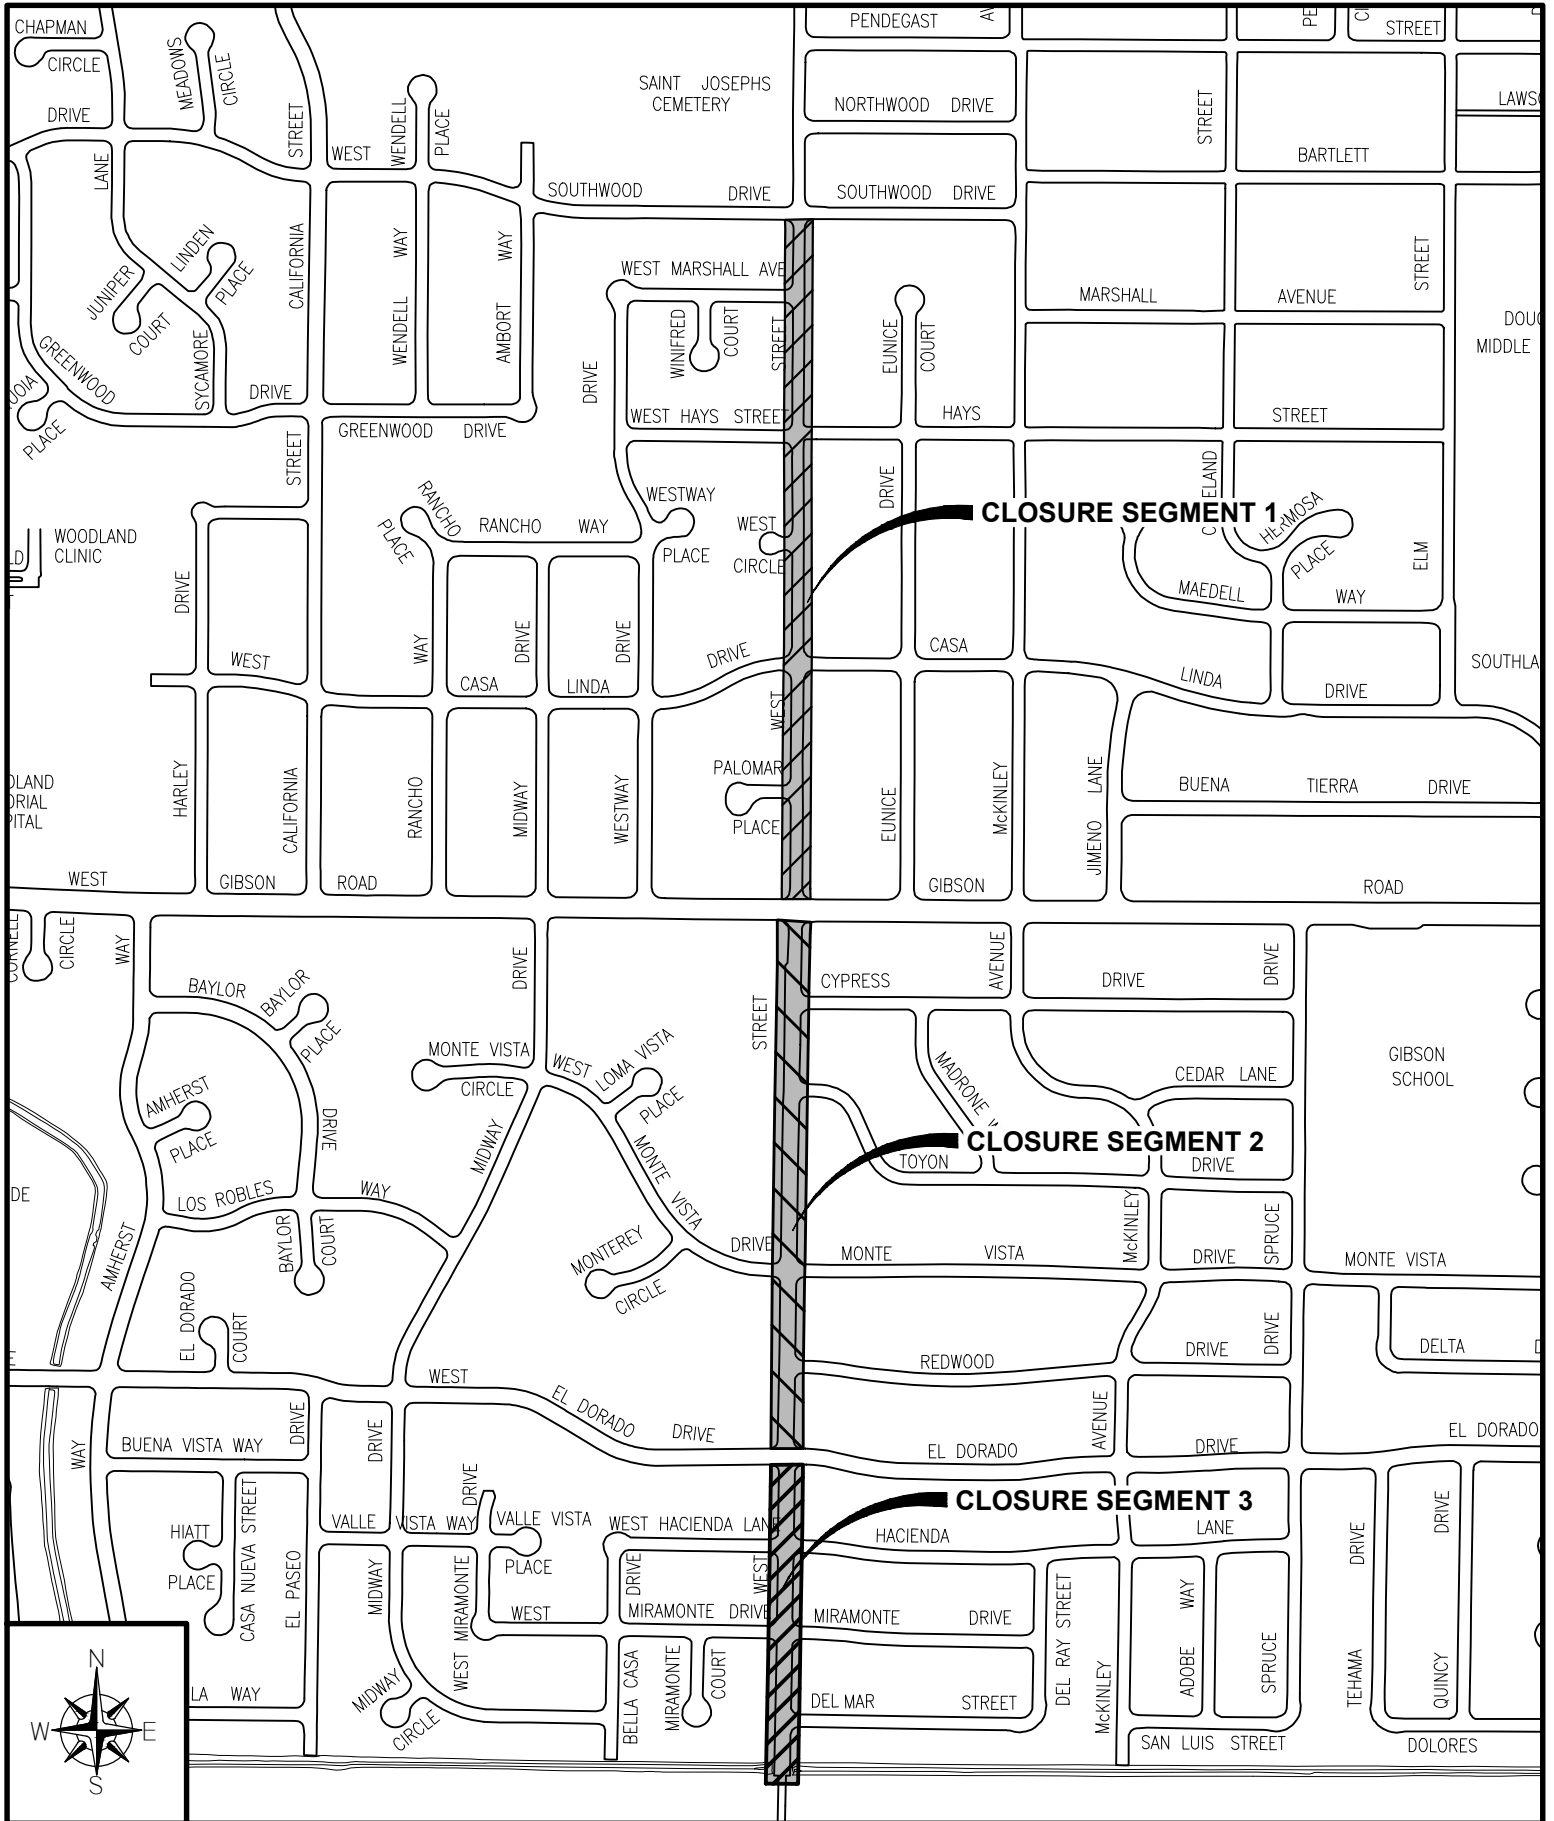 CHAPMAN
CIRCLE
DRIVE
MEADOWS
CIRCLE
STREET
WEST
WENDELL
PLACE
SAINT JOSEPHS
CEMETERY
PENDEGAST
AV
STREET
NORTHWOOD DRIVE
STREET
LAWS
BARTLETT
LANE
SOUTHWOOD DRIVE
SOUTHWOOD DRIVE
CALIFORNIA
WENDELL WAY
AMBORT WAY
LINDEN
PLACE
JUNIPER
COURT
SYCAMORE
GREENWOOD
DRIVE
PLACE
WEST MARSHALL AVE
WINIFRED
COURT
STREET
DRIVE
EUNICE
COURT
MARSHALL AVENUE
STREET
MIDDLE
GREENWOOD DRIVE
WEST HAYS STREET
HAYS
STREET
STREET
WOODLAND
CLINIC
RANCHO
PLACE
RANCHO WAY
WESTWAY
PLACE
WEST
CIRCLE
DRIVE
CLOSURE SEGMENT 1
HERMOSA
PLACE
ELM
MAEDELL
WAY
DRIVE
WEST
WAY
DRIVE
DRIVE
CASA LINDA
DRIVE
WEST
CASA
LINDA
DRIVE
SOUTHLA
HARLEY
CALIFORNIA
RANCHO
MIDWAY
WESTWAY
PALOMAR
PLACE
EUNICE
McKINLEY
JIMENO LANE
BUENA TIERRA DRIVE
WEST
GIBSON ROAD
GIBSON
ROAD
CIRCLE
WAY
BAYLOR
BAYLOR
PLACE
DRIVE
DRIVE
STREET
CYPRESS
AVENUE
DRIVE
DRIVE
MONTE VISTA
CIRCLE
WEST
LOMA VISTA
PLACE
MADRONE
CEDAR LANE
GIBSON
SCHOOL
AMHERST
PLACE
MIDWAY
MONTE VISTA
CLOSURE SEGMENT 2
TOYON
DRIVE
LOS ROBLES
WAY
BAYLOR
COURT
AMHERST
MONTEREY
CIRCLE
DRIVE
MONTE VISTA
McKINLEY
DRIVE
SPRUCE
MONTE VISTA
EL DORADO
COURT
WEST
EL DORADO
DRIVE
REDWOOD
DRIVE
DRIVE
DELTA
BUENA VISTA WAY
DRIVE
DRIVE
WAY
EL DORADO
AVENUE
DRIVE
EL DORADO
HIATT
PLACE
CASA NUEVA STREET
EL PASEO
VALLE VISTA WAY
DRIVE
VALLE VISTA
PLACE
WEST HACIENDA LANE
CLOSURE SEGMENT 3
HACIENDA
LANE
MIDWAY
WEST MIRAMONTE
WEST
DRIVE
MIRAMONTE DRIVE
WEST
MIRAMONTE DRIVE
DEL RAY STREET
ADOBE WAY
SPRUCE
DRIVE
DRIVE
TEHAMA
QUINCY
N
W E
S
LA WAY
MIDWAY
CIRCLE
BELLA CASA
MIRAMONTE
COURT
DEL MAR STREET
McKINLEY
SAN LUIS STREET
DOLORES